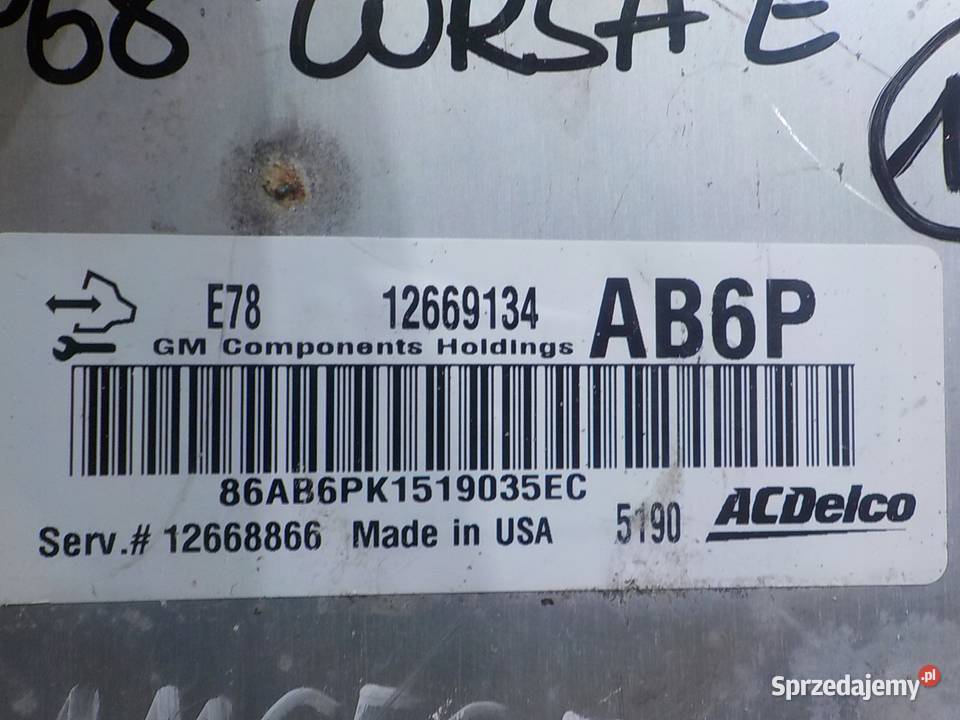 CORSA E
E78 12669134 AB6P
GM Components Holdings
86AB6PK1519035EC
Serv.# 12668866 Made in USA 5190 ACDelco
Sprzedajemy.pl